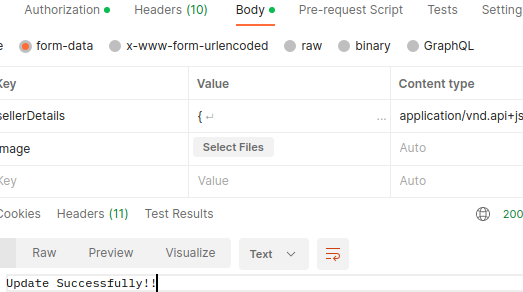 Authorization Headers (10) Body Pre-request Script Tests Setting
e form-data x-www-form-urlencoded raw binary GraphQL
Key Value Content type
sellerDetails { ↵ ... application/vnd.api+js
image Select Files Auto
Key Value Auto
Cookies Headers (11) Test Results 200
Raw Preview Visualize Text
Update Successfully!!